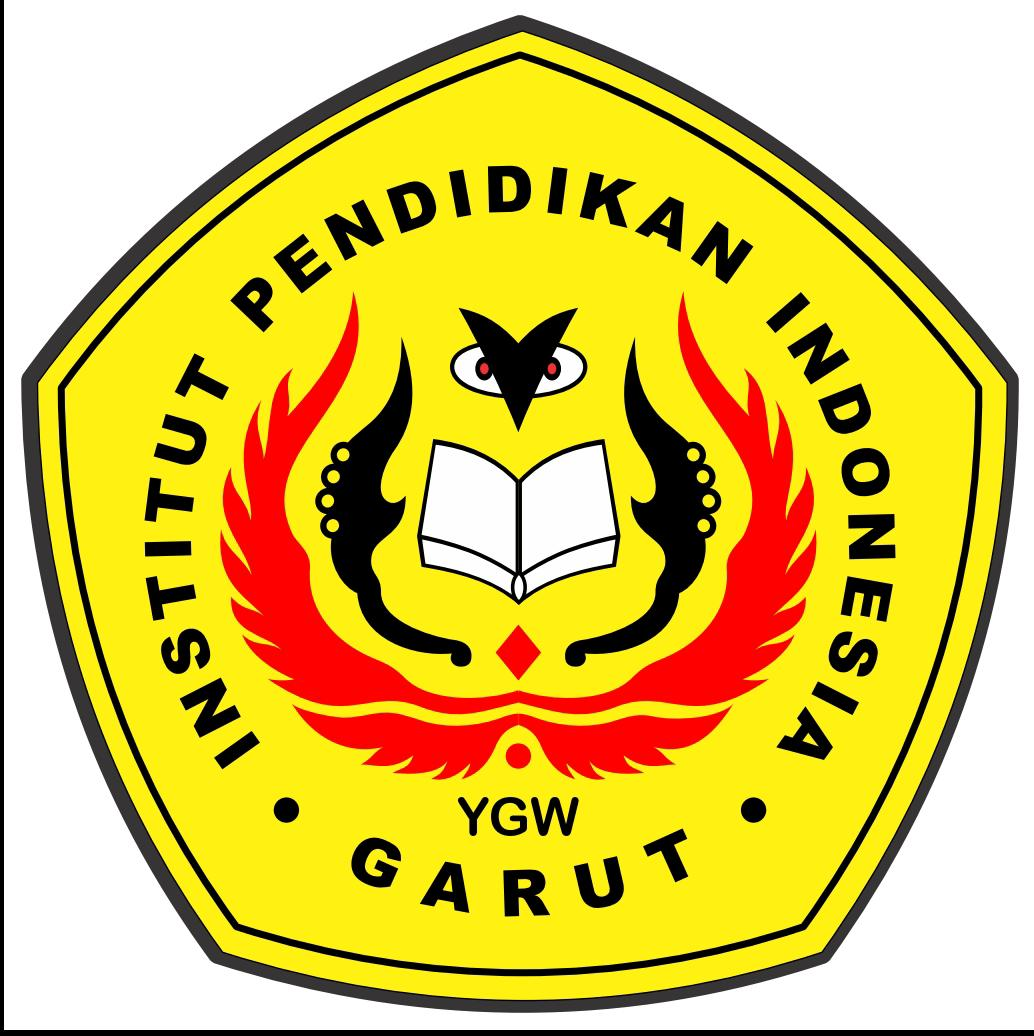 INSTITUT PENDIDIKAN INDONESIA
YGW
• GARUT •